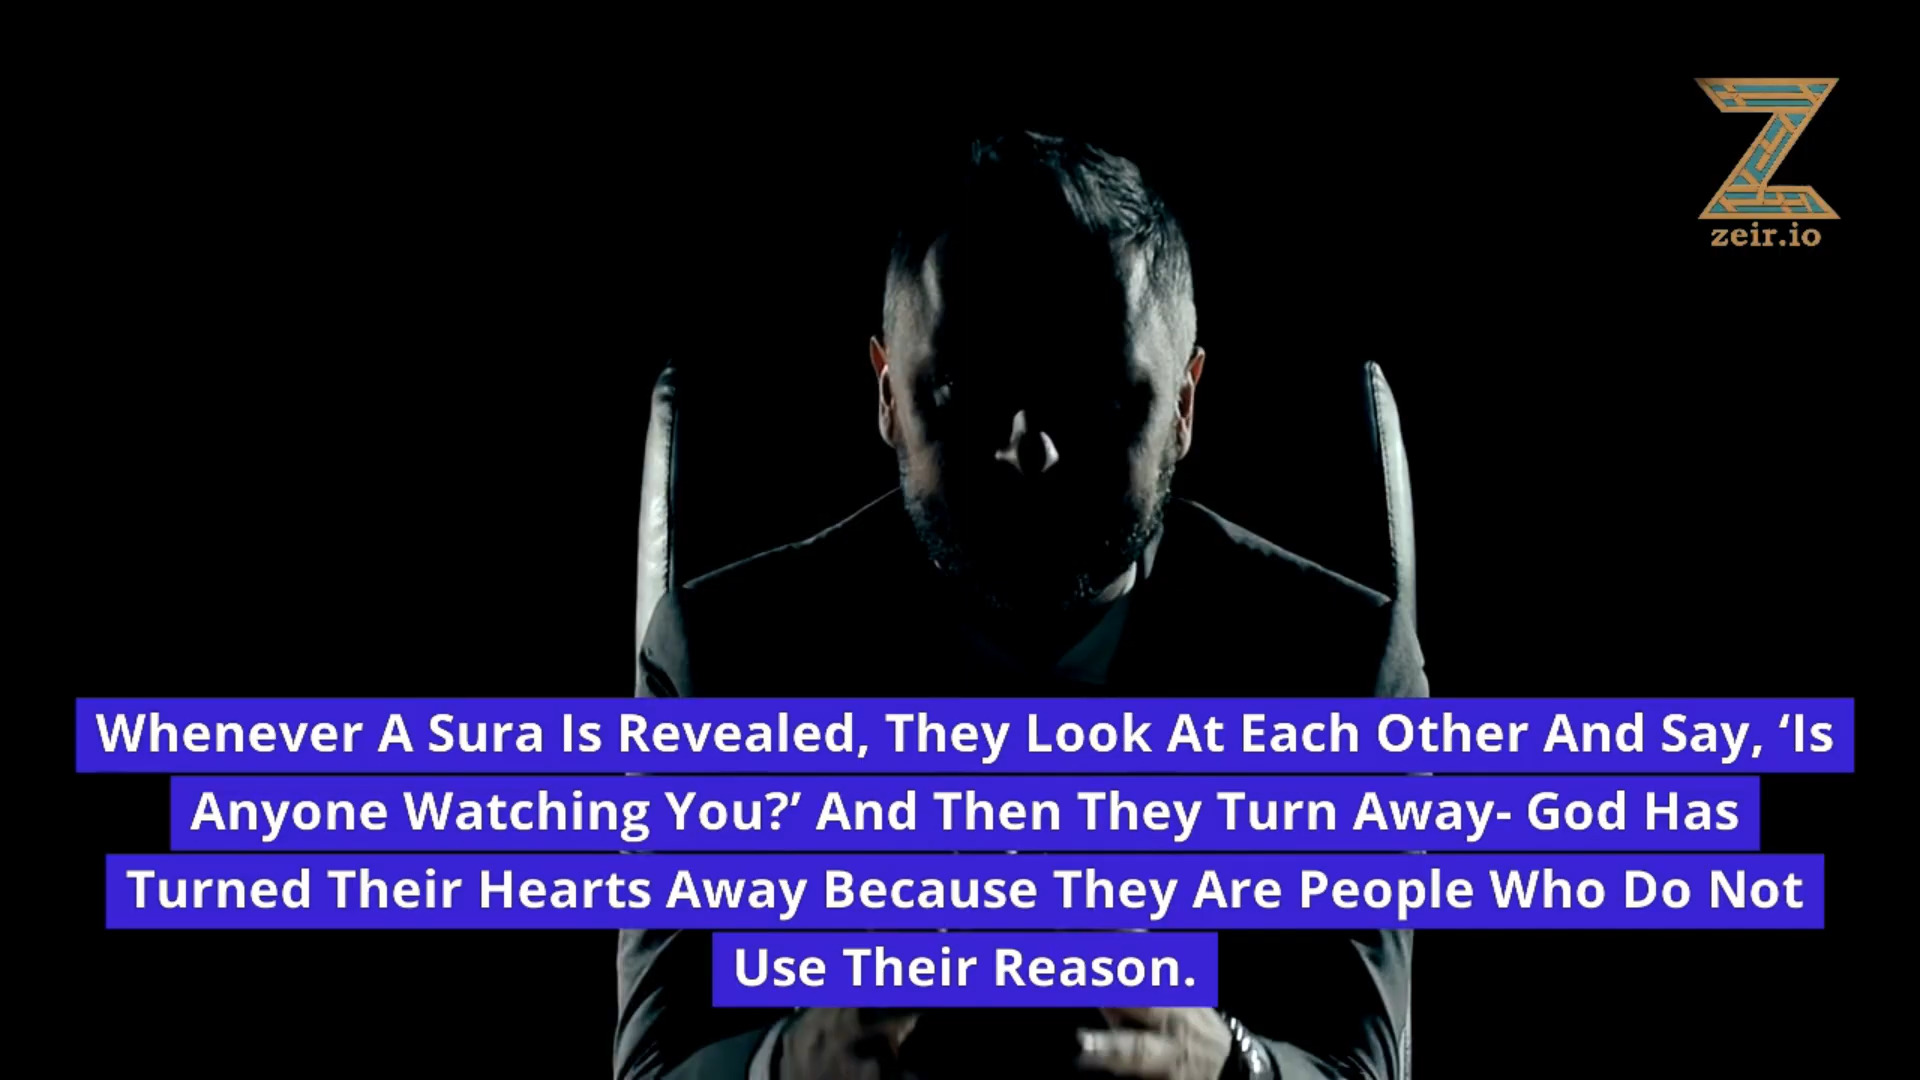 zeir.io
Whenever A Sura Is Revealed, They Look At Each Other And Say, ‘Is
Anyone Watching You?’ And Then They Turn Away- God Has
Turned Their Hearts Away Because They Are People Who Do Not
Use Their Reason.